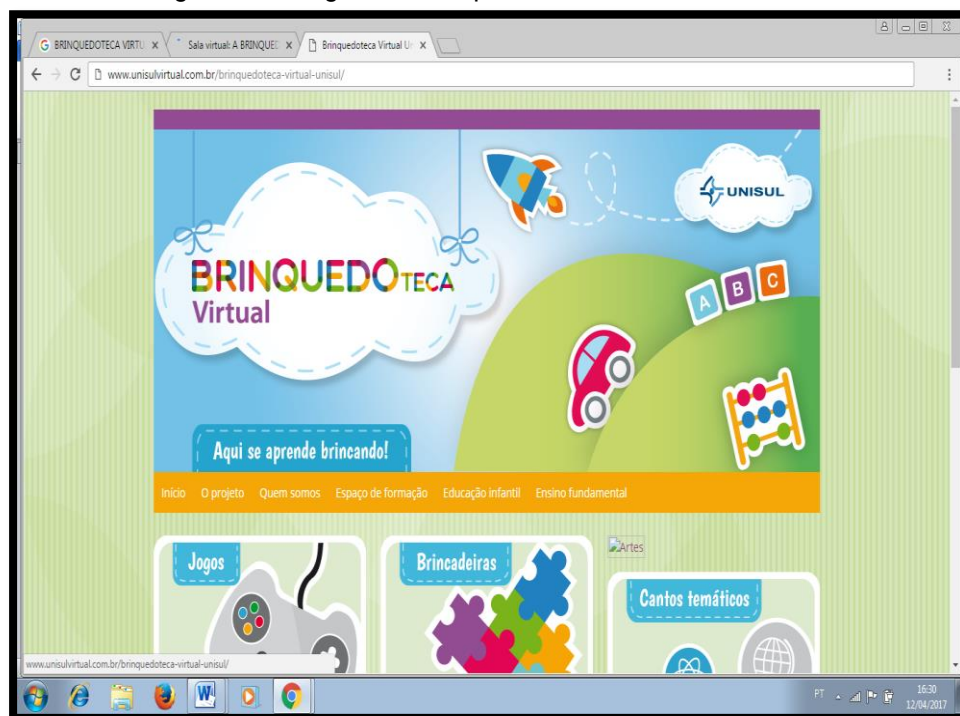 BRINQUEDOTECA VIRTU
Sala virtual: A BRINQUED
Brinquedoteca Virtual Un
www.unisulvirtual.com.br/brinquedoteca-virtual-unisul/
UNISUL
BRINQUEDOTECA
Virtual
A B C
Aqui se aprende brincando!
Início O projeto Quem somos Espaço de formação Educação infantil Ensino fundamental
Jogos
Brincadeiras
Artes
Cantos temáticos
www.unisulvirtual.com.br/brinquedoteca-virtual-unisul/
PT
16:30
12/04/2017